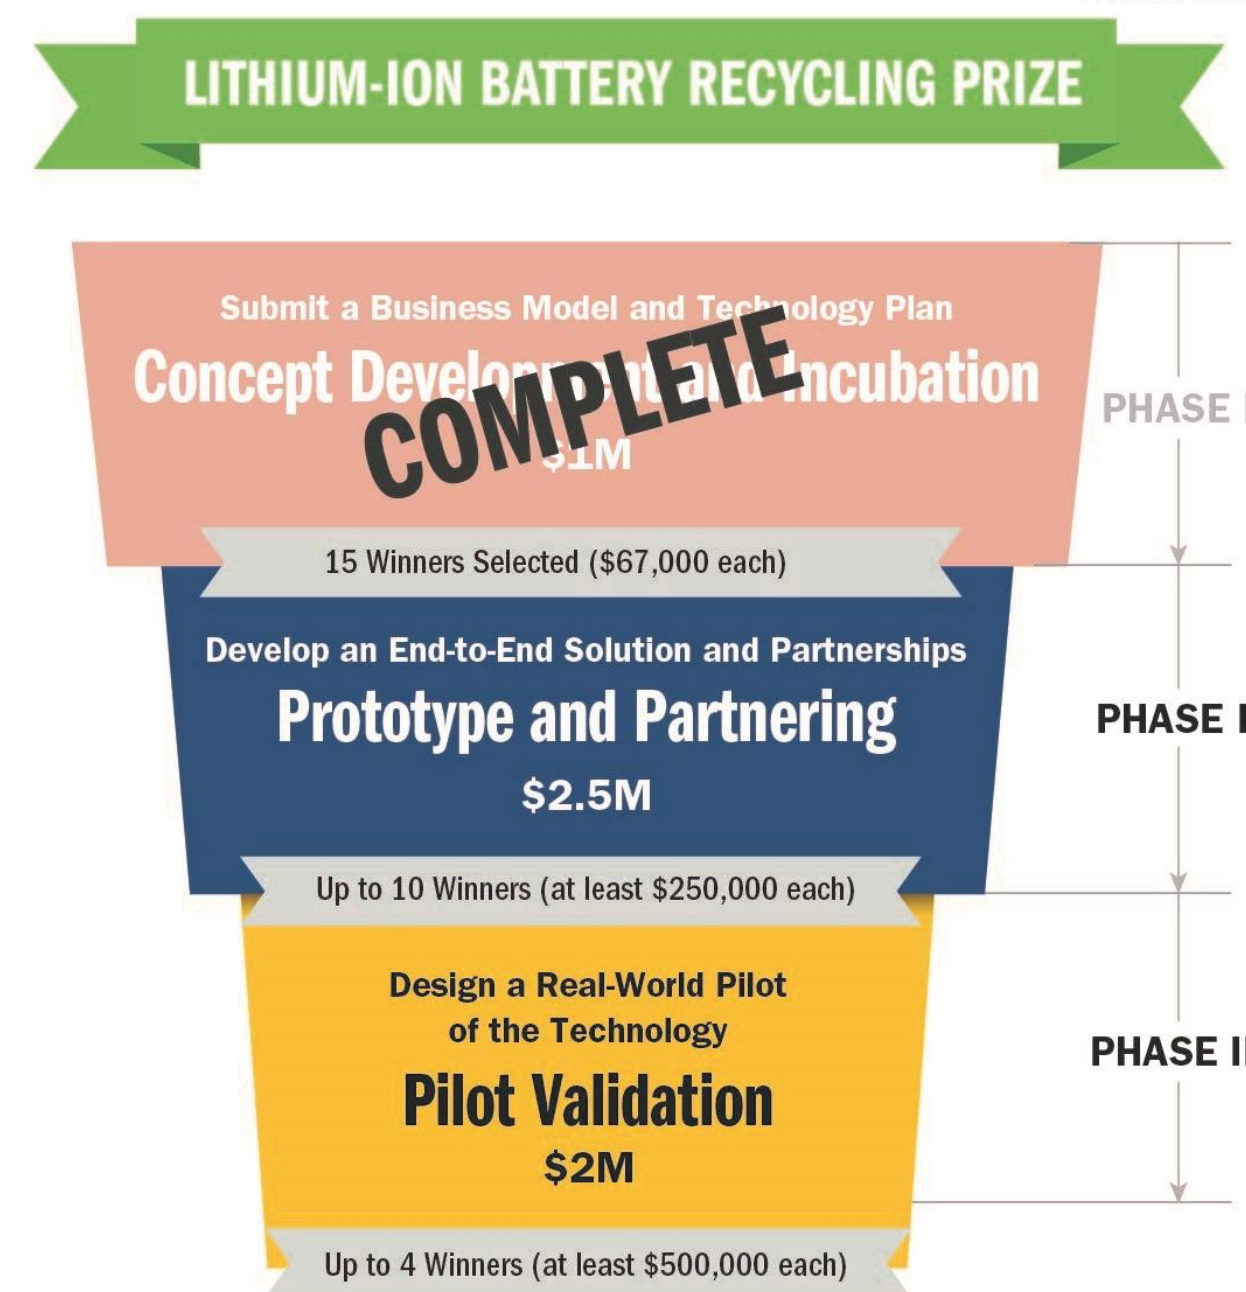 LITHIUM-ION BATTERY RECYCLING PRIZE
Submit a Business Model and Technology Plan
Concept Development and Incubation
COMPLETE
$1M
PHASE I
15 Winners Selected ($67,000 each)
Develop an End-to-End Solution and Partnerships
Prototype and Partnering
PHASE
$2.5M
Up to 10 Winners (at least $250,000 each)
Design a Real-World Pilot
of the Technology
PHASE
Pilot Validation
$2M
Up to 4 Winners (at least $500,000 each)